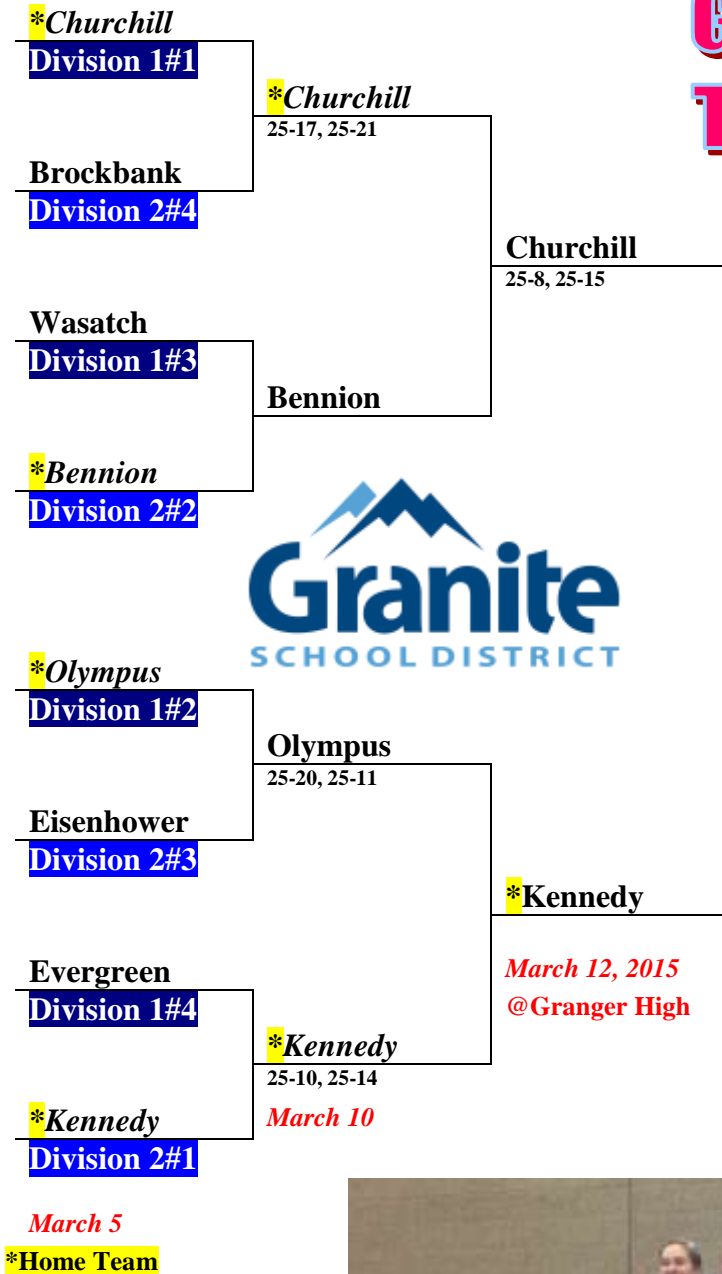 *Churchill
Division 1#1
*Churchill
25-17, 25-21
Brockbank
Division 2#4
Churchill
25-8, 25-15
Wasatch
Division 1#3
Bennion
*Bennion
Division 2#2
Granite
SCHOOL DISTRICT
*Olympus
Division 1#2
Olympus
25-20, 25-11
Eisenhower
Division 2#3
*Kennedy
Evergreen
Division 1#4
March 12, 2015
@Granger High
*Kennedy
25-10, 25-14
*Kennedy
Division 2#1
March 10
March 5
*Home Team